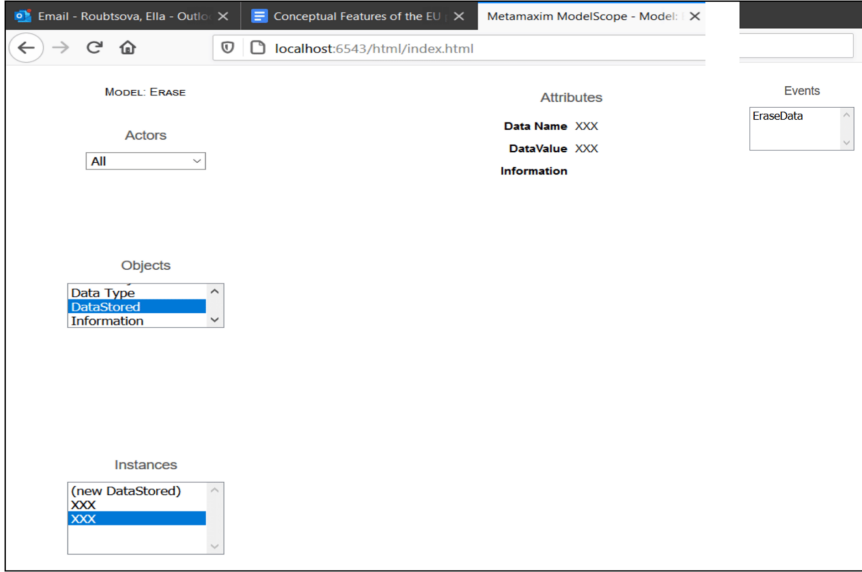 Email - Roubtsova, Ella - Outlo
Conceptual Features of the EU
Metamaxim ModelScope - Model:
localhost:6543/html/index.html
MODEL: ERASE
Actors
All
Attributes
Data Name XXX
DataValue XXX
Information
Events
EraseData
Objects
Data Type
DataStored
Information
Instances
(new DataStored)
XXX
XXX